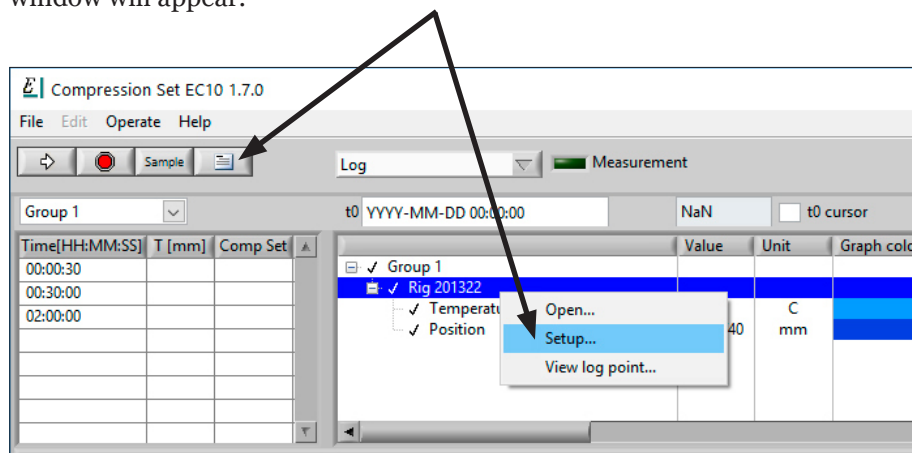 window will appear.
Compression Set EC10 1.7.0
File Edit Operate Help
Sample
Log
Measurement
Group 1
t0 YYYY-MM-DD 00:00:00
NaN
t0 cursor
Time[HH:MM:SS] T [mm] Comp Set
Value Unit Graph colo
00:00:30
00:30:00
02:00:00
Group 1
Rig 201322
Temperatu
C
Position
40 mm
Open...
Setup...
View log point...